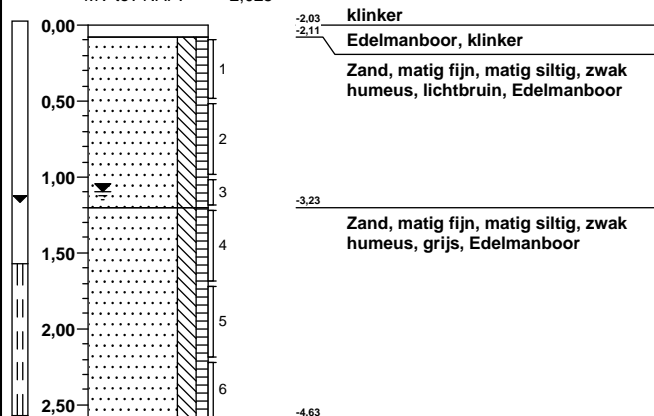 0,00
0,50
1,00
1,50
2,00
2,50
1
2
3
4
5
6
-2,03
klinker
-2,11
Edelmanboor, klinker
Zand, matig fijn, matig siltig, zwak
humeus, lichtbruin, Edelmanboor
-3,23
Zand, matig fijn, matig siltig, zwak
humeus, grijs, Edelmanboor
-4,63